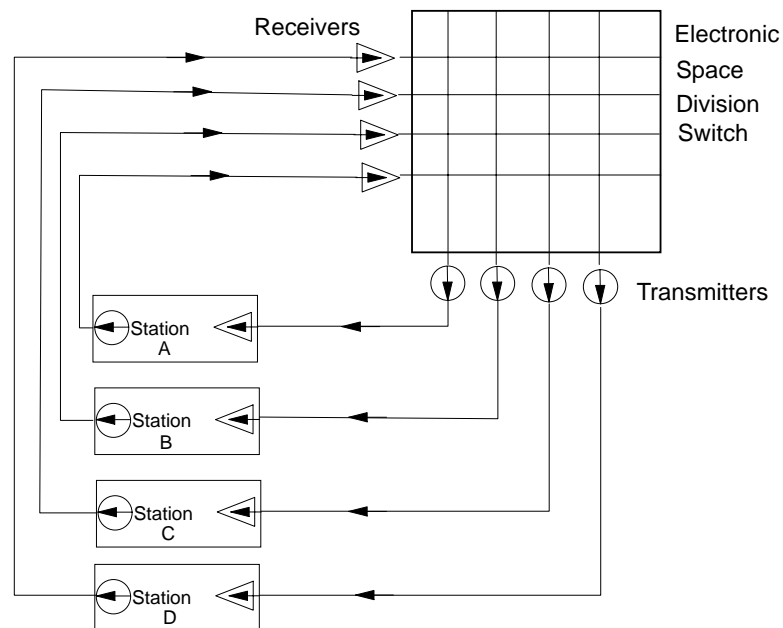 Receivers
Electronic
Space
Division
Switch
Transmitters
Station
A
Station
B
Station
C
Station
D